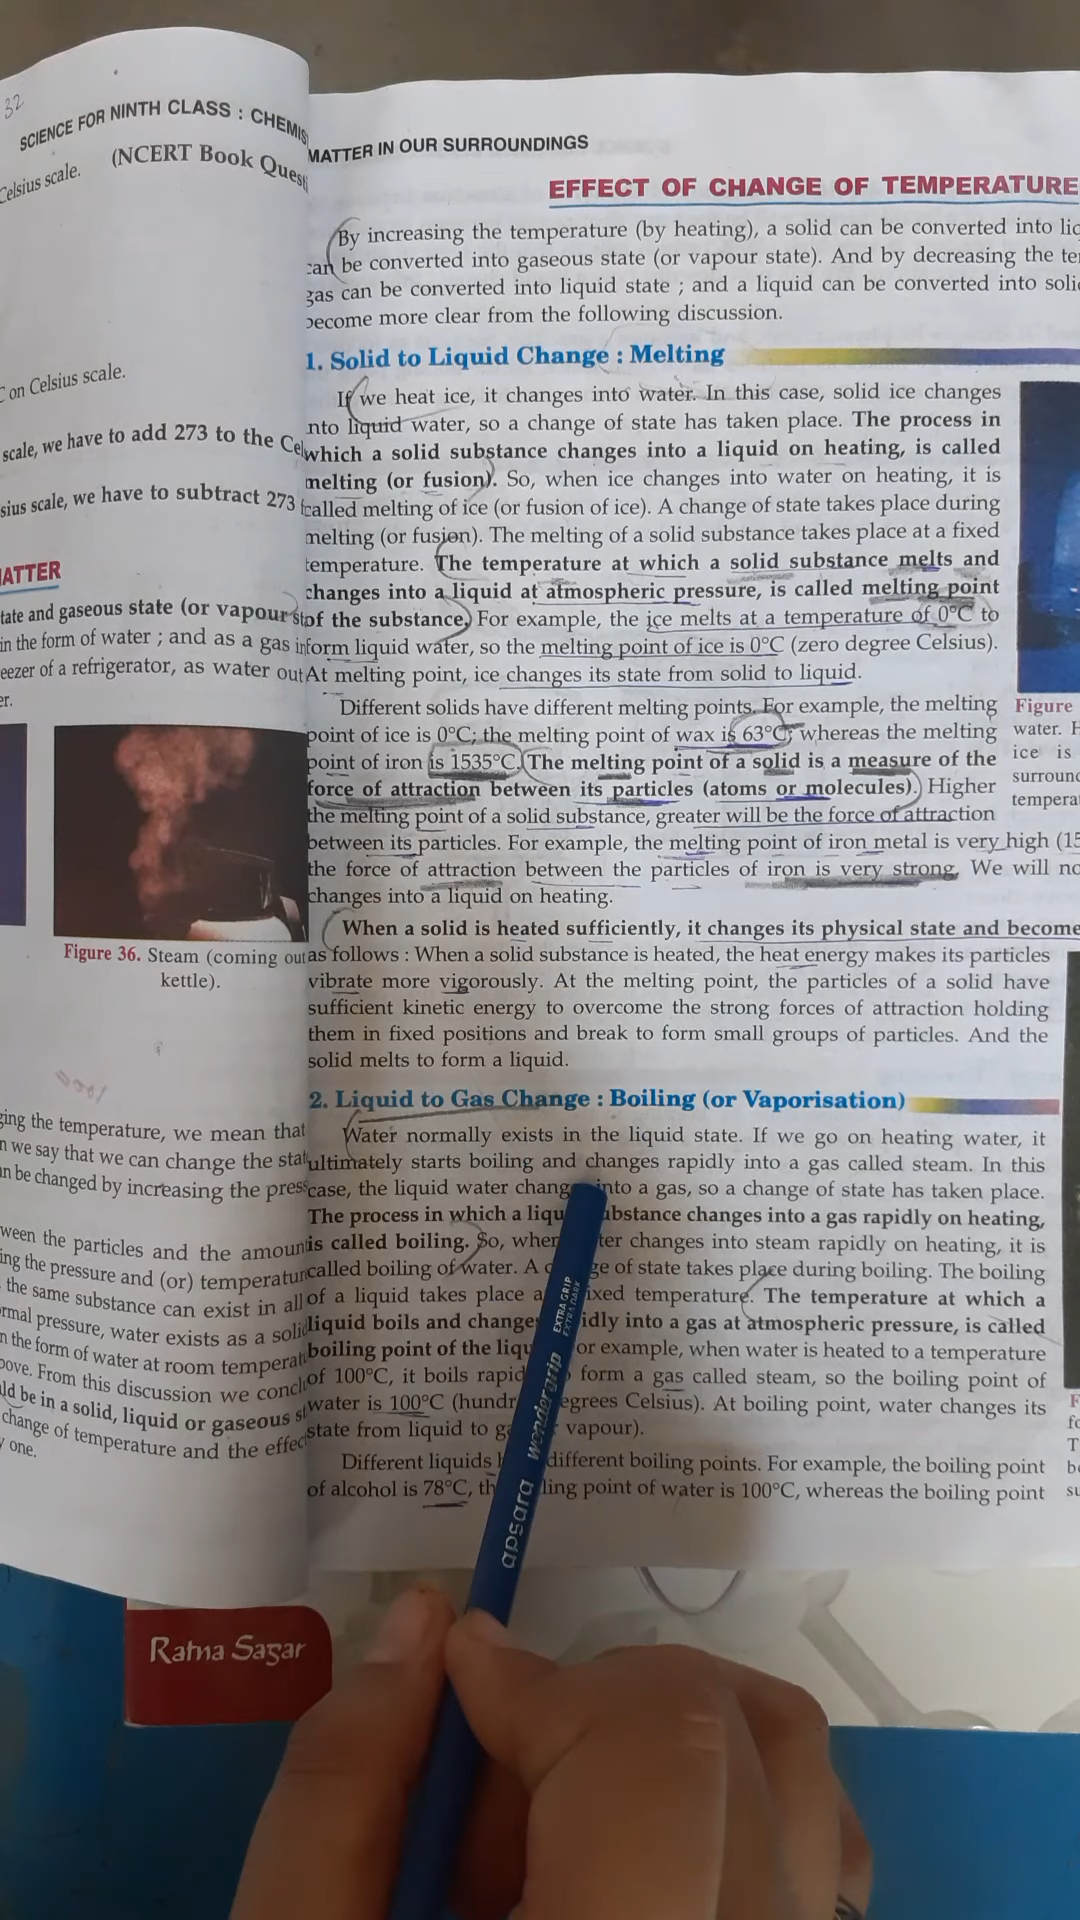 32
SCIENCE FOR NINTH CLASS : CHEMIS
Celsius scale. (NCERT Book Quest
C on Celsius scale.
scale, we have to add 273 to the Cel
sius scale, we have to subtract 273 f
ATTER
tate and gaseous state (or vapour st
in the form of water ; and as a gas in
eezer of a refrigerator, as water out
er.
Figure 36. Steam (coming out
kettle).
ging the temperature, we mean that
n we say that we can change the stat
an be changed by increasing the press
ween the particles and the amoun
ing the pressure and (or) temperatur
the same substance can exist in all
ormal pressure, water exists as a solid
n the form of water at room temperat
ove. From this discussion we concl
ld be in a solid, liquid or gaseous s
change of temperature and the effec
y one.
MATTER IN OUR SURROUNDINGS
EFFECT OF CHANGE OF TEMPERATURE
By increasing the temperature (by heating), a solid can be converted into liq
can be converted into gaseous state (or vapour state). And by decreasing the te
gas can be converted into liquid state ; and a liquid can be converted into soli
become more clear from the following discussion.
1. Solid to Liquid Change : Melting
If we heat ice, it changes into water. In this case, solid ice changes
nto liquid water, so a change of state has taken place. The process in
which a solid substance changes into a liquid on heating, is called
melting (or fusion). So, when ice changes into water on heating, it is
called melting of ice (or fusion of ice). A change of state takes place during
melting (or fusion). The melting of a solid substance takes place at a fixed
temperature. The temperature at which a solid substance melts and
changes into a liquid at atmospheric pressure, is called melting point
of the substance. For example, the ice melts at a temperature of 0°C to
form liquid water, so the melting point of ice is 0°C (zero degree Celsius).
At melting point, ice changes its state from solid to liquid.
Different solids have different melting points. For example, the melting
point of ice is 0°C; the melting point of wax is 63°C; whereas the melting
point of iron is 1535°C. The melting point of a solid is a measure of the
force of attraction between its particles (atoms or molecules). Higher
the melting point of a solid substance, greater will be the force of attraction
between its particles. For example, the melting point of iron metal is very high (15
the force of attraction between the particles of iron is very strong. We will no
changes into a liquid on heating.
Figure
water. H
ice is
surround
tempera
When a solid is heated sufficiently, it changes its physical state and become
as follows : When a solid substance is heated, the heat energy makes its particles
vibrate more vigorously. At the melting point, the particles of a solid have
sufficient kinetic energy to overcome the strong forces of attraction holding
them in fixed positions and break to form small groups of particles. And the
solid melts to form a liquid.
2. Liquid to Gas Change : Boiling (or Vaporisation)
Water normally exists in the liquid state. If we go on heating water, it
ultimately starts boiling and changes rapidly into a gas called steam. In this
case, the liquid water chang into a gas, so a change of state has taken place.
The process in which a liqu ubstance changes into a gas rapidly on heating,
is called boiling. So, when ter changes into steam rapidly on heating, it is
called boiling of water. A c ge of state takes place during boiling. The boiling
of a liquid takes place a ixed temperature. The temperature at which a
liquid boils and change idly into a gas at atmospheric pressure, is called
boiling point of the liqu or example, when water is heated to a temperature
of 100°C, it boils rapid form a gas called steam, so the boiling point of
water is 100°C (hundr egrees Celsius). At boiling point, water changes its
state from liquid to g vapour).
Different liquids h different boiling points. For example, the boiling point
of alcohol is 78°C, th ling point of water is 100°C, whereas the boiling point
F
fo
T
be
su
EXTRA GRIP
EXTRA DARK
apsara wondergrip
Ratna Sagar